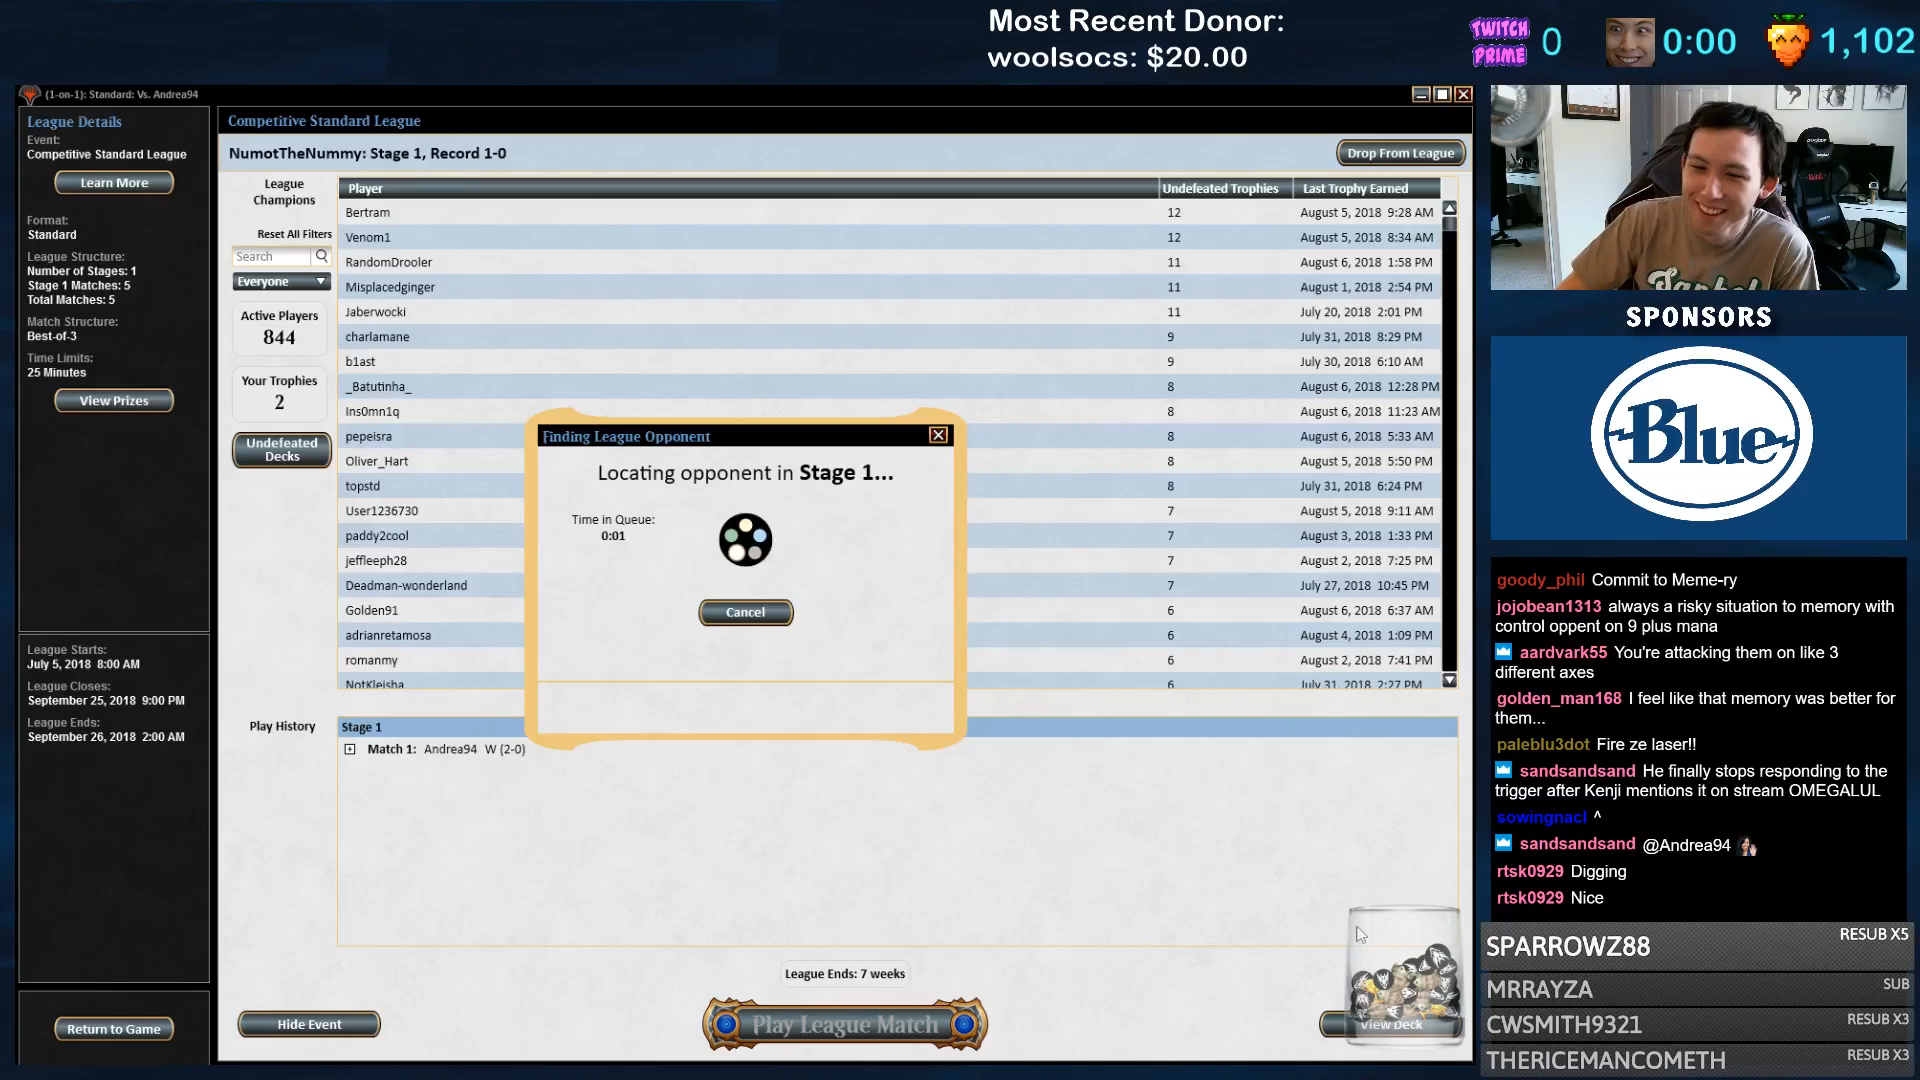 Most Recent Donor:
woolsocs: $20.00
TWITCH PRIME 0
0:00
1,102
(1-on-1): Standard: Vs. Andrea94
League Details
Event:
Competitive Standard League
Learn More
Format:
Standard
League Structure:
Number of Stages: 1
Stage 1 Matches: 5
Total Matches: 5
Match Structure:
Best-of-3
Time Limits:
25 Minutes
View Prizes
League Starts:
July 5, 2018 8:00 AM
League Closes:
September 25, 2018 9:00 PM
League Ends:
September 26, 2018 2:00 AM
Return to Game
Competitive Standard League
NumotTheNummy: Stage 1, Record 1-0
Drop From League
League
Champions
Reset All Filters
Search
Everyone
Active Players
844
Your Trophies
2
Undefeated
Decks
Player Undefeated Trophies Last Trophy Earned
Bertram 12 August 5, 2018 9:28 AM
Venom1 12 August 5, 2018 8:34 AM
RandomDrooler 11 August 6, 2018 1:58 PM
Misplacedginger 11 August 1, 2018 2:54 PM
Jaberwocki 11 July 20, 2018 2:01 PM
charlamane 9 July 31, 2018 8:29 PM
b1ast 9 July 30, 2018 6:10 AM
_Batutinha_ 8 August 6, 2018 12:28 PM
Ins0mn1q 8 August 6, 2018 11:23 AM
pepeisra 8 August 6, 2018 5:33 AM
Oliver_Hart 8 August 5, 2018 5:50 PM
topstd 8 July 31, 2018 6:24 PM
User1236730 7 August 5, 2018 9:11 AM
paddy2cool 7 August 3, 2018 1:33 PM
jeffleeph28 7 August 2, 2018 7:25 PM
Deadman-wonderland 7 July 27, 2018 10:45 PM
Golden91 6 August 6, 2018 6:37 AM
adrianretamosa 6 August 4, 2018 1:09 PM
romanmy 6 August 2, 2018 7:41 PM
NotKleisha 6 July 31, 2018 2:27 PM
Finding League Opponent
Locating opponent in Stage 1...
Time in Queue:
0:01
Cancel
Play History
Stage 1
Match 1: Andrea94 W (2-0)
League Ends: 7 weeks
Hide Event
Play League Match
View Deck
SPONSORS
Blue
goody_phil Commit to Meme-ry
jojobean1313 always a risky situation to memory with
control oppent on 9 plus mana
aardvark55 You're attacking them on like 3
different axes
golden_man168 I feel like that memory was better for
them...
paleblu3dot Fire ze laser!!
sandsandsand He finally stops responding to the
trigger after Kenji mentions it on stream OMEGALUL
sowingnacl ^
sandsandsand @Andrea94
rtsk0929 Digging
rtsk0929 Nice
SPARROWZ88 RESUB X5
MRRAYZA SUB
CWSMITH9321 RESUB X3
THERICEMANCOMETH RESUB X3